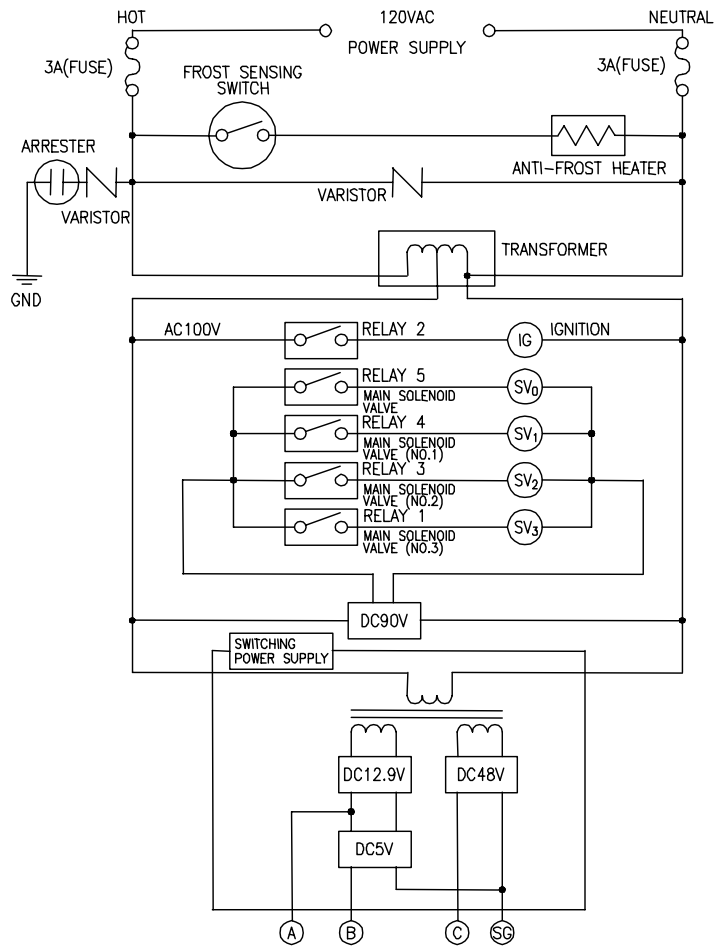 HOT
120VAC
NEUTRAL
POWER SUPPLY
3A(FUSE)
FROST SENSING
SWITCH
3A(FUSE)
ARRESTER
ANTI-FROST HEATER
VARISTOR
VARISTOR
TRANSFORMER
GND
AC100V
RELAY 2
IG
IGNITION
RELAY 5
SV0
MAIN SOLENOID
VALVE
RELAY 4
SV1
MAIN SOLENOID
VALVE (NO.1)
RELAY 3
SV2
MAIN SOLENOID
VALVE (NO.2)
RELAY 1
SV3
MAIN SOLENOID
VALVE (NO.3)
DC90V
SWITCHING
POWER SUPPLY
DC12.9V
DC48V
DC5V
A
B
C
SG